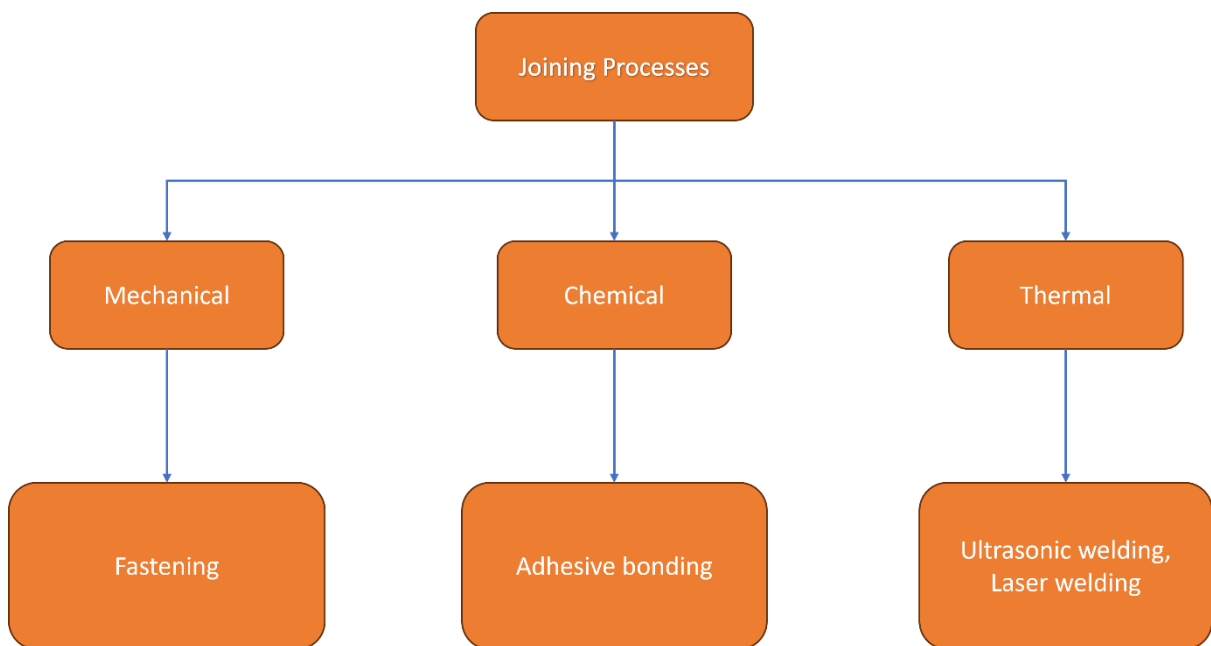 Joining Processes
Mechanical
Chemical
Thermal
Fastening
Adhesive bonding
Ultrasonic welding,
Laser welding